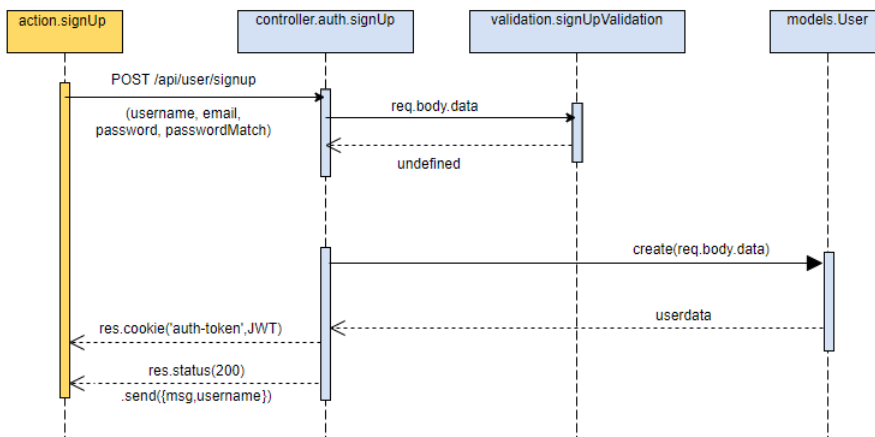 action.signUp
controller.auth.signUp
validation.signUpValidation
models.User
POST /api/user/signup
(username, email,
password, passwordMatch)
req.body.data
undefined
create(req.body.data)
userdata
res.cookie('auth-token',JWT)
res.status(200)
.send({msg,username})